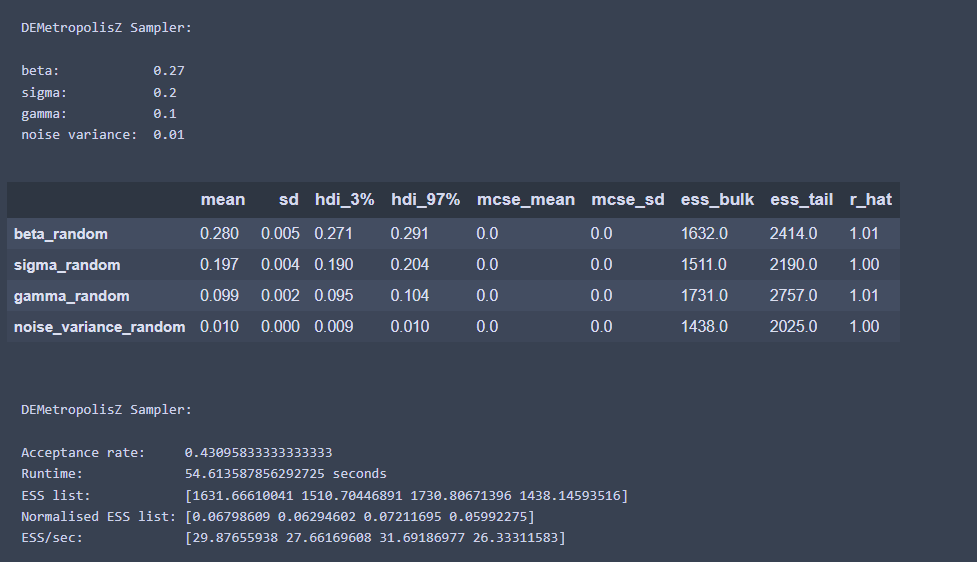 DEMetropolisZ Sampler:
beta: 0.27
sigma: 0.2
gamma: 0.1
noise variance: 0.01
mean sd hdi_3% hdi_97% mcse_mean mcse_sd ess_bulk ess_tail r_hat
beta_random 0.280 0.005 0.271 0.291 0.0 0.0 1632.0 2414.0 1.01
sigma_random 0.197 0.004 0.190 0.204 0.0 0.0 1511.0 2190.0 1.00
gamma_random 0.099 0.002 0.095 0.104 0.0 0.0 1731.0 2757.0 1.01
noise_variance_random 0.010 0.000 0.009 0.010 0.0 0.0 1438.0 2025.0 1.00
DEMetropolisZ Sampler:
Acceptance rate: 0.43095833333333333
Runtime: 54.613587856292725 seconds
ESS list: [1631.66610041 1510.70446891 1730.80671396 1438.14593516]
Normalised ESS list: [0.06798609 0.06294602 0.07211695 0.05992275]
ESS/sec: [29.87655938 27.66169608 31.69186977 26.33311583]